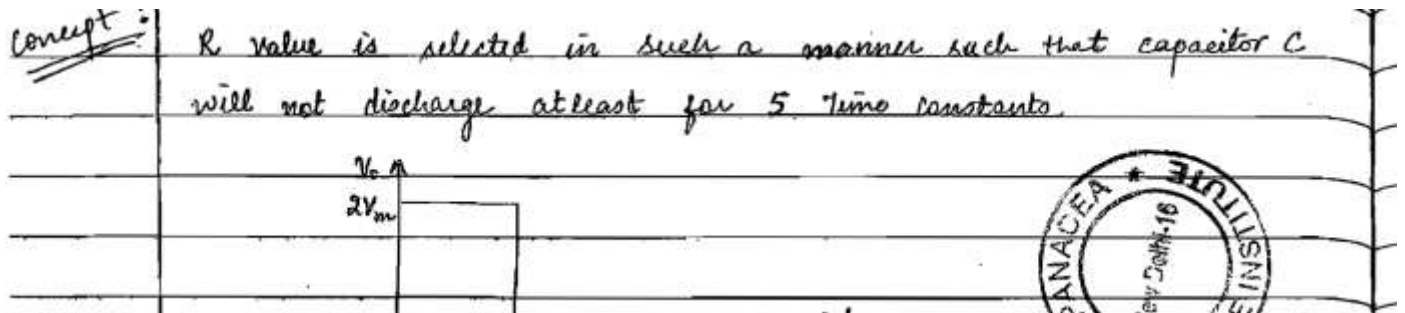 Concept:
R value is selected in such a manner such that capacitor C
will not discharge atleast for 5 Time constants.
V₀
2Vm
PANACEA * INSTITUTE
New Delhi-16